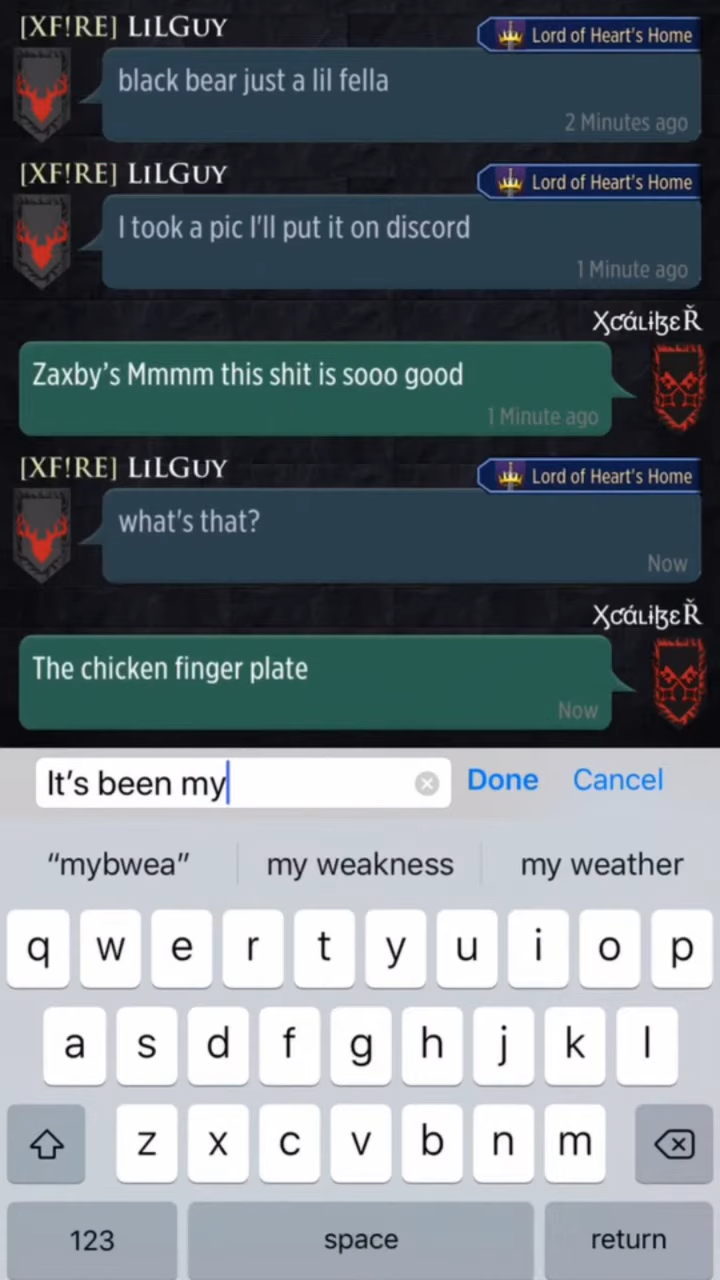 [XF!RE] LiLGuy
Lord of Heart's Home
black bear just a lil fella
2 Minutes ago
[XF!RE] LiLGuy
Lord of Heart's Home
I took a pic I'll put it on discord
1 Minute ago
Zaxby's Mmmm this shit is sooo good
1 Minute ago
[XF!RE] LiLGuy
Lord of Heart's Home
what's that?
Now
The chicken finger plate
Now
It's been my
Done
Cancel
“mybwea” my weakness my weather
q w e r t y u i o p
a s d f g h j k l
z x c v b n m
123 space return